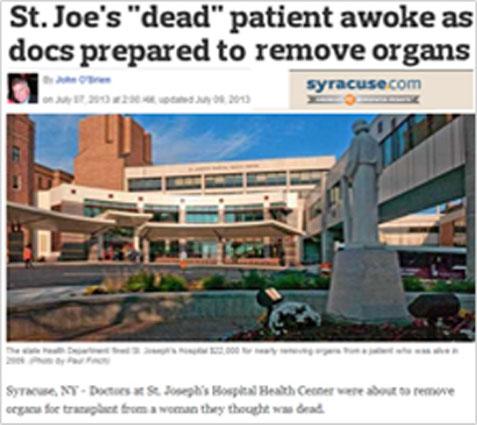 St. Joe's "dead" patient awoke as
docs prepared to remove organs
By John O'Brien
on July 07, 2013 at 2:00 AM, updated July 09, 2013
syracuse.com
The state Health Department fined St. Joseph's Hospital $22,000 for nearly removing organs from a patient who was alive in
2009. (Photo by Paul Finch)
Syracuse, NY - Doctors at St. Joseph's Hospital Health Center were about to remove
organs for transplant from a woman they thought was dead.